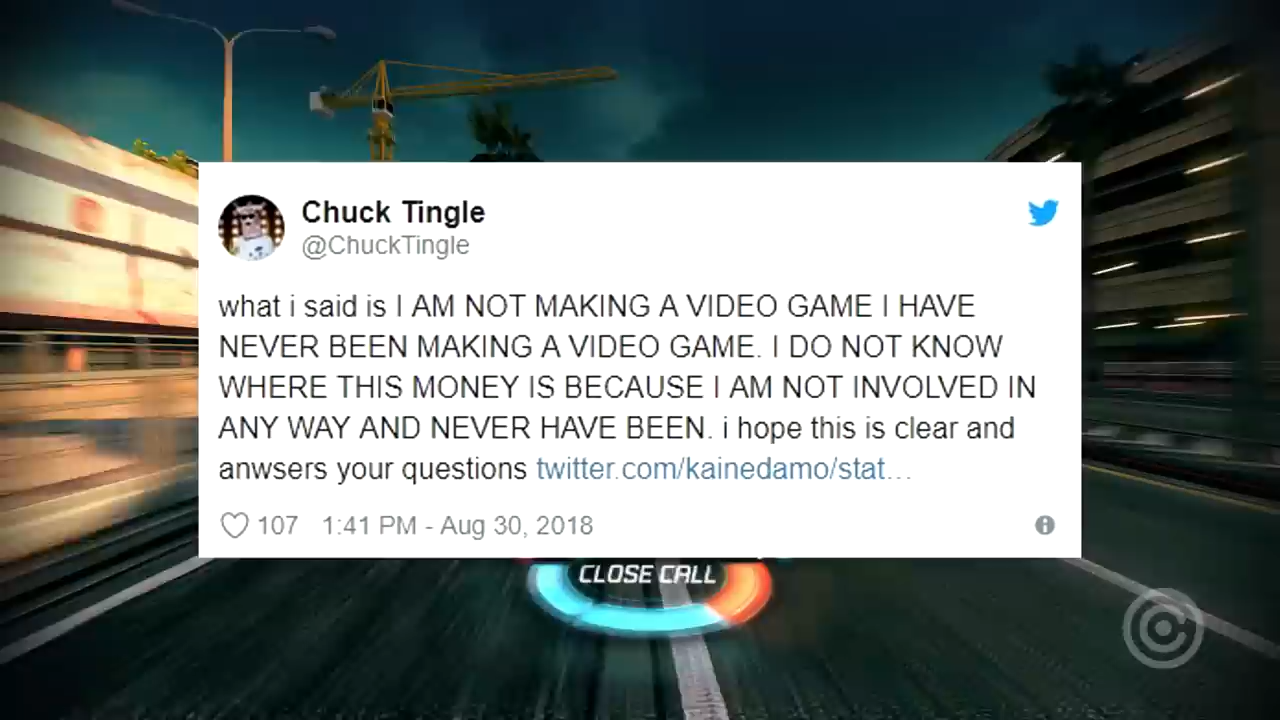 Chuck Tingle
@ChuckTingle
what i said is I AM NOT MAKING A VIDEO GAME I HAVE
NEVER BEEN MAKING A VIDEO GAME. I DO NOT KNOW
WHERE THIS MONEY IS BECAUSE I AM NOT INVOLVED IN
ANY WAY AND NEVER HAVE BEEN. i hope this is clear and
anwsers your questions twitter.com/kainedamo/stat…
107 1:41 PM - Aug 30, 2018
CLOSE CALL